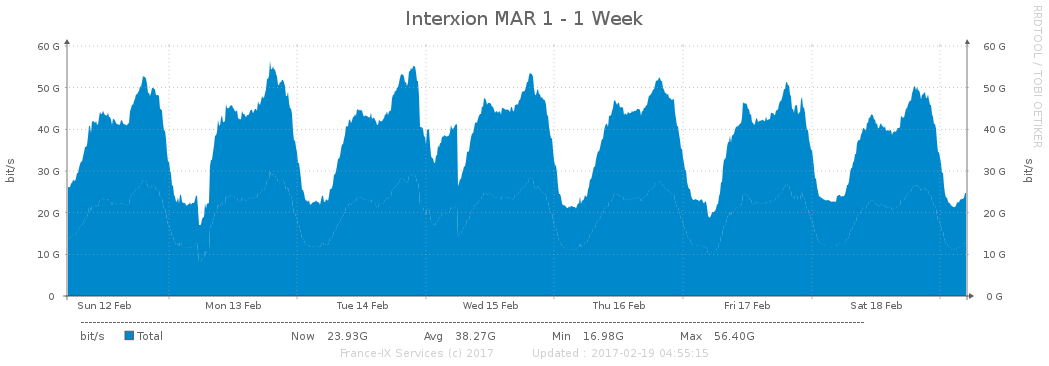 Interxion MAR 1 - 1 Week
RRDTOOL / TOBI OETIKER
60 G 60 G
50 G 50 G
40 G 40 G
30 G 30 G
20 G 20 G
10 G 10 G
0 0 G
bit/s
bit/s
Sun 12 Feb Mon 13 Feb Tue 14 Feb Wed 15 Feb Thu 16 Feb Fri 17 Feb Sat 18 Feb
bit/s Total Now 23.93G Avg 38.27G Min 16.98G Max 56.40G
France-IX Services (c) 2017 Updated : 2017-02-19 04:55:15